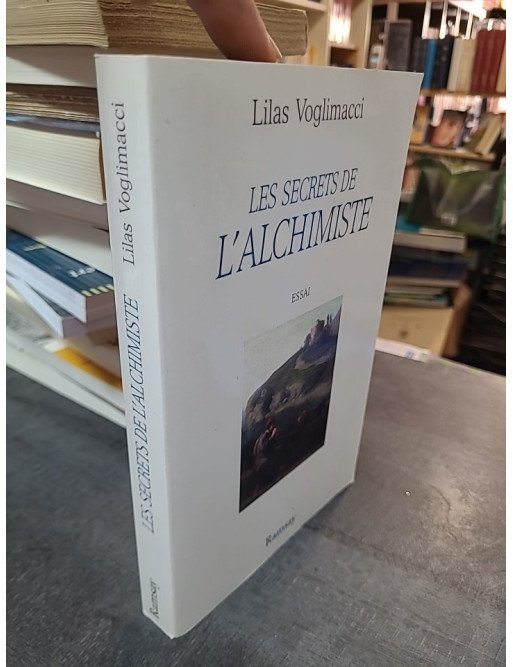 Lilas Voglimacci
LES SECRETS DE
L'ALCHIMISTE
ESSAI
Ramsay
Lilas Voglimacci
LES SECRETS DE L'ALCHIMISTE
Ramsay